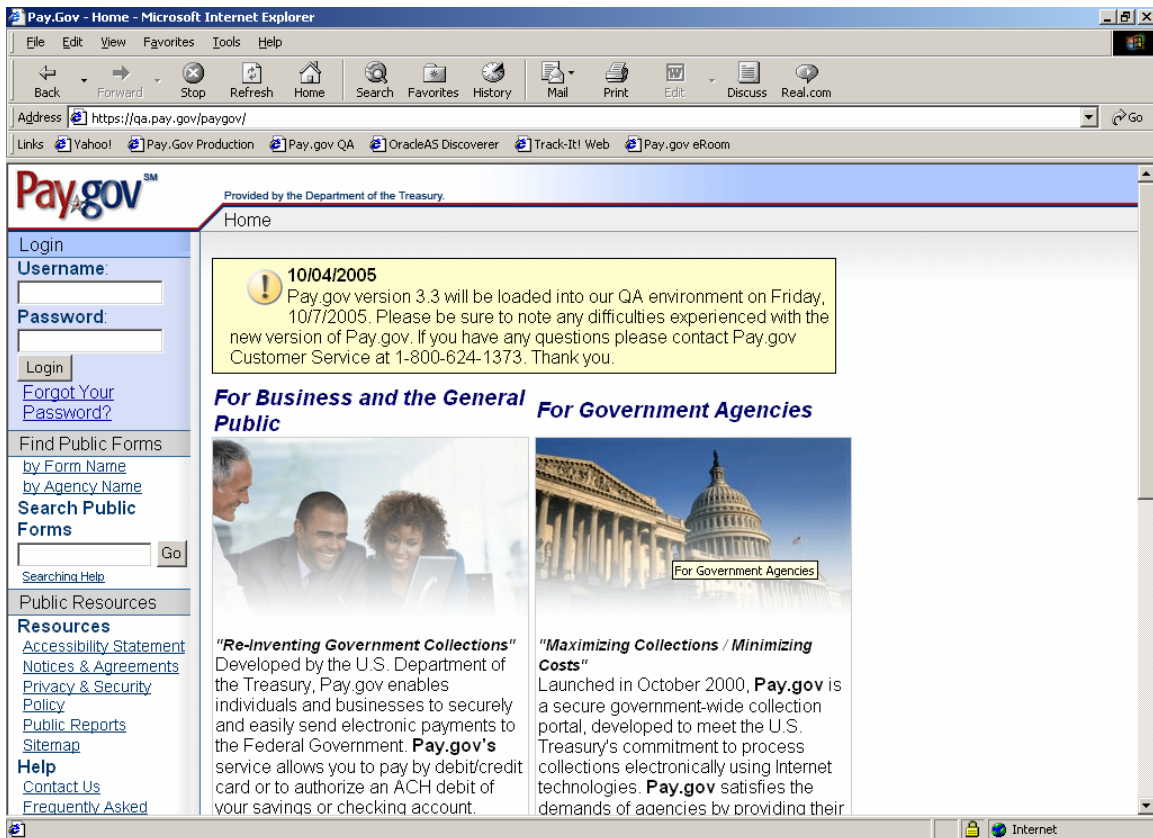 Pay.Gov - Home - Microsoft Internet Explorer
File Edit View Favorites Tools Help
Back Forward Stop Refresh Home Search Favorites History Mail Print Edit Discuss Real.com
Address https://qa.pay.gov/paygov/ Go
Links Yahoo! Pay.Gov Production Pay.gov QA OracleAS Discoverer Track-It! Web Pay.gov eRoom
Pay.gov SM
Provided by the Department of the Treasury.
Home
Login
Username:
Password:
Login
Forgot Your
Password?
Find Public Forms
by Form Name
by Agency Name
Search Public
Forms
Go
Searching Help
Public Resources
Resources
Accessibility Statement
Notices & Agreements
Privacy & Security
Policy
Public Reports
Sitemap
Help
Contact Us
Frequently Asked
10/04/2005
Pay.gov version 3.3 will be loaded into our QA environment on Friday,
10/7/2005. Please be sure to note any difficulties experienced with the
new version of Pay.gov. If you have any questions please contact Pay.gov
Customer Service at 1-800-624-1373. Thank you.
For Business and the General
Public
"Re-Inventing Government Collections"
Developed by the U.S. Department of
the Treasury, Pay.gov enables
individuals and businesses to securely
and easily send electronic payments to
the Federal Government. Pay.gov's
service allows you to pay by debit/credit
card or to authorize an ACH debit of
your savings or checking account.
For Government Agencies
For Government Agencies
"Maximizing Collections / Minimizing
Costs"
Launched in October 2000, Pay.gov is
a secure government-wide collection
portal, developed to meet the U.S.
Treasury's commitment to process
collections electronically using Internet
technologies. Pay.gov satisfies the
demands of agencies by providing their
Internet